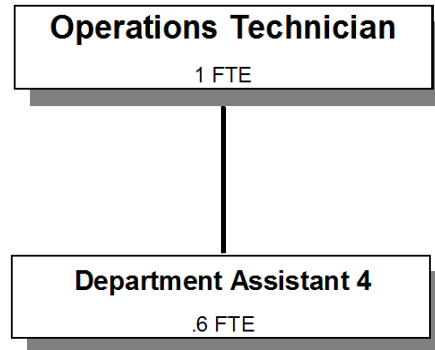 Operations Technician
1 FTE
Department Assistant 4
.6 FTE